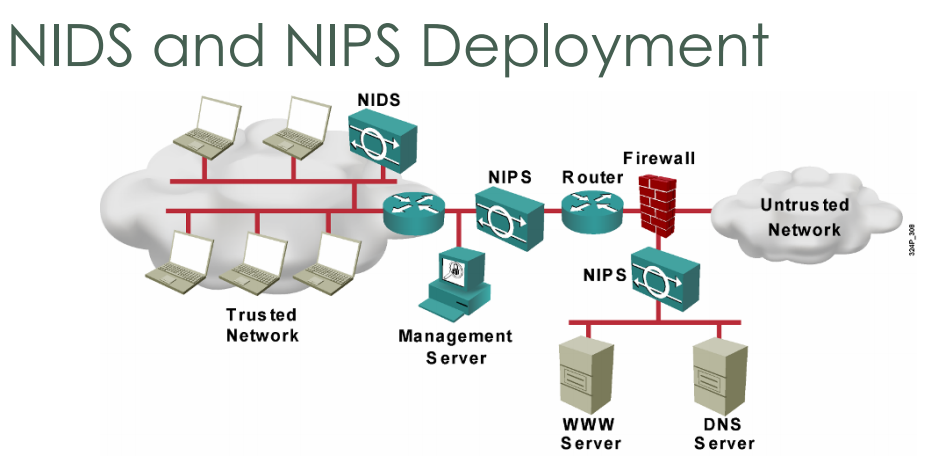 NIDS and NIPS Deployment
NIDS
Firewall
NIPS
Router
Untrusted
Network
324P_308
NIPS
Trusted
Network
Management
Server
WWW
Server
DNS
Server